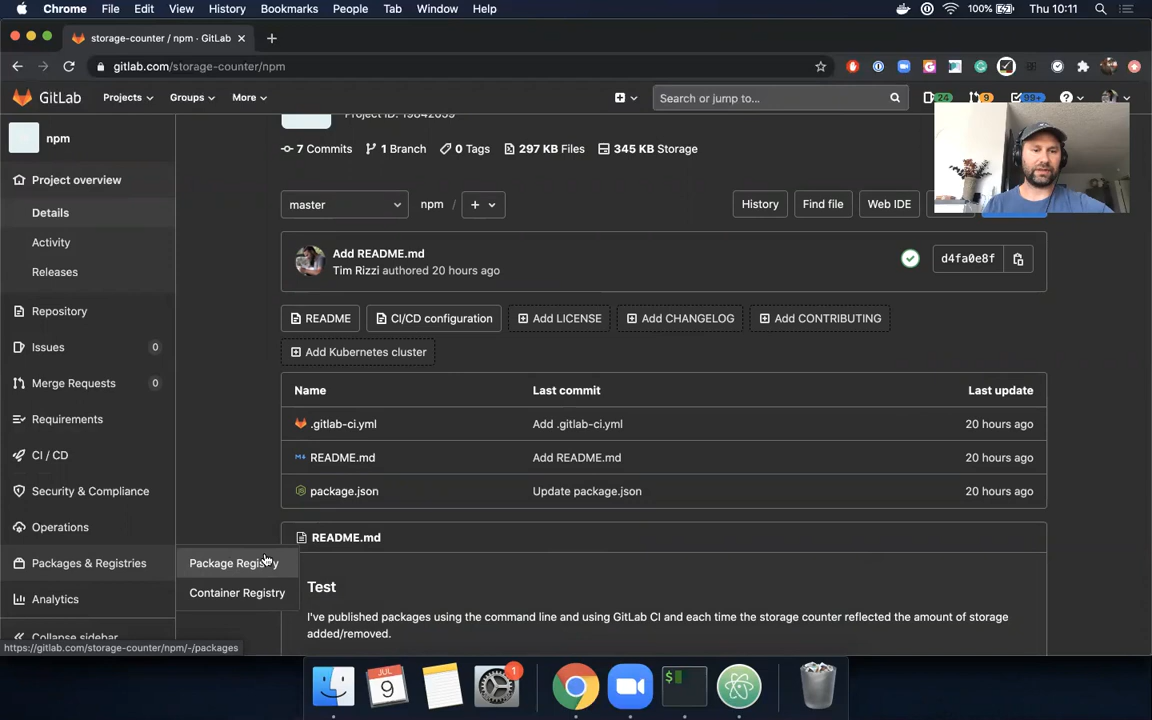 Chrome File Edit View History Bookmarks People Tab Window Help 100% Thu 10:11
storage-counter / npm · GitLab
gitlab.com/storage-counter/npm
GitLab Projects Groups More Search or jump to... 24 9 99+
npm
Project overview
Details
Activity
Releases
Repository
Issues 0
Merge Requests 0
Requirements
CI / CD
Security & Compliance
Operations
Packages & Registries
Analytics
Collapse sidebar
Package Registry
Container Registry
https://gitlab.com/storage-counter/npm/-/packages
7 Commits 1 Branch 0 Tags 297 KB Files 345 KB Storage
master npm / + History Find file Web IDE
Add README.md
Tim Rizzi authored 20 hours ago
d4fa0e8f
README CI/CD configuration Add LICENSE Add CHANGELOG Add CONTRIBUTING
Add Kubernetes cluster
Name Last commit Last update
.gitlab-ci.yml Add .gitlab-ci.yml 20 hours ago
README.md Add README.md 20 hours ago
package.json Update package.json 20 hours ago
README.md
Test
I've published packages using the command line and using GitLab CI and each time the storage counter reflected the amount of storage
added/removed.
JUL
9
1
$